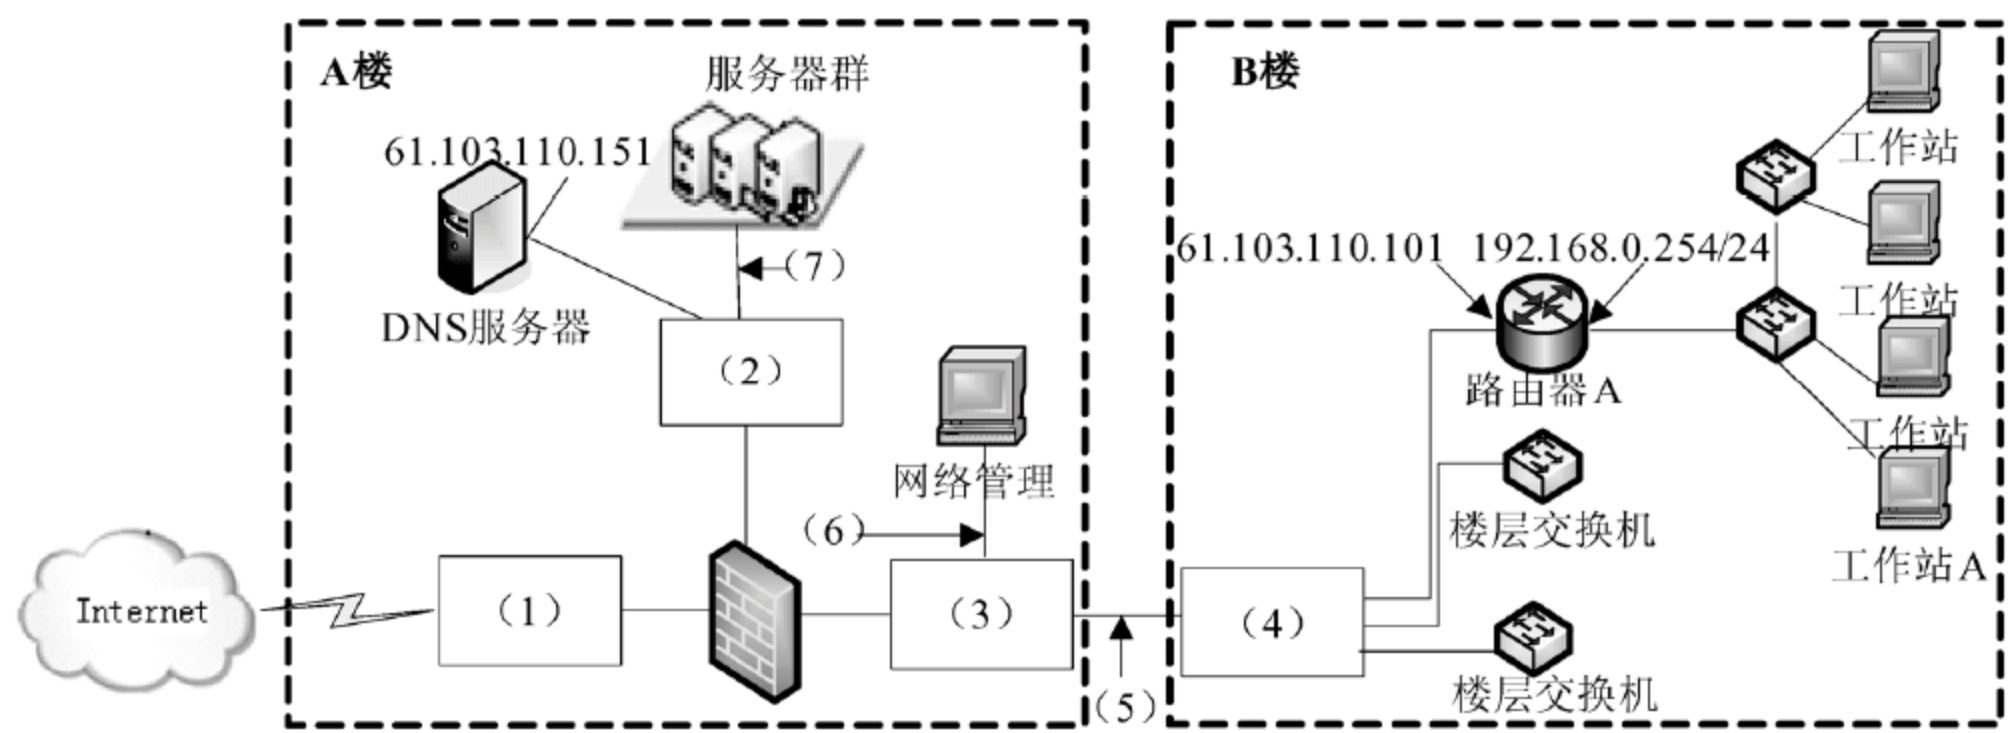 A楼
服务器群
61.103.110.151
DNS服务器
(7)
(2)
网络管理
(6)
Internet
(1)
(3)
(5)
B楼
工作站
61.103.110.101
192.168.0.254/24
工作站
路由器A
工作站
楼层交换机
工作站A
(4)
楼层交换机